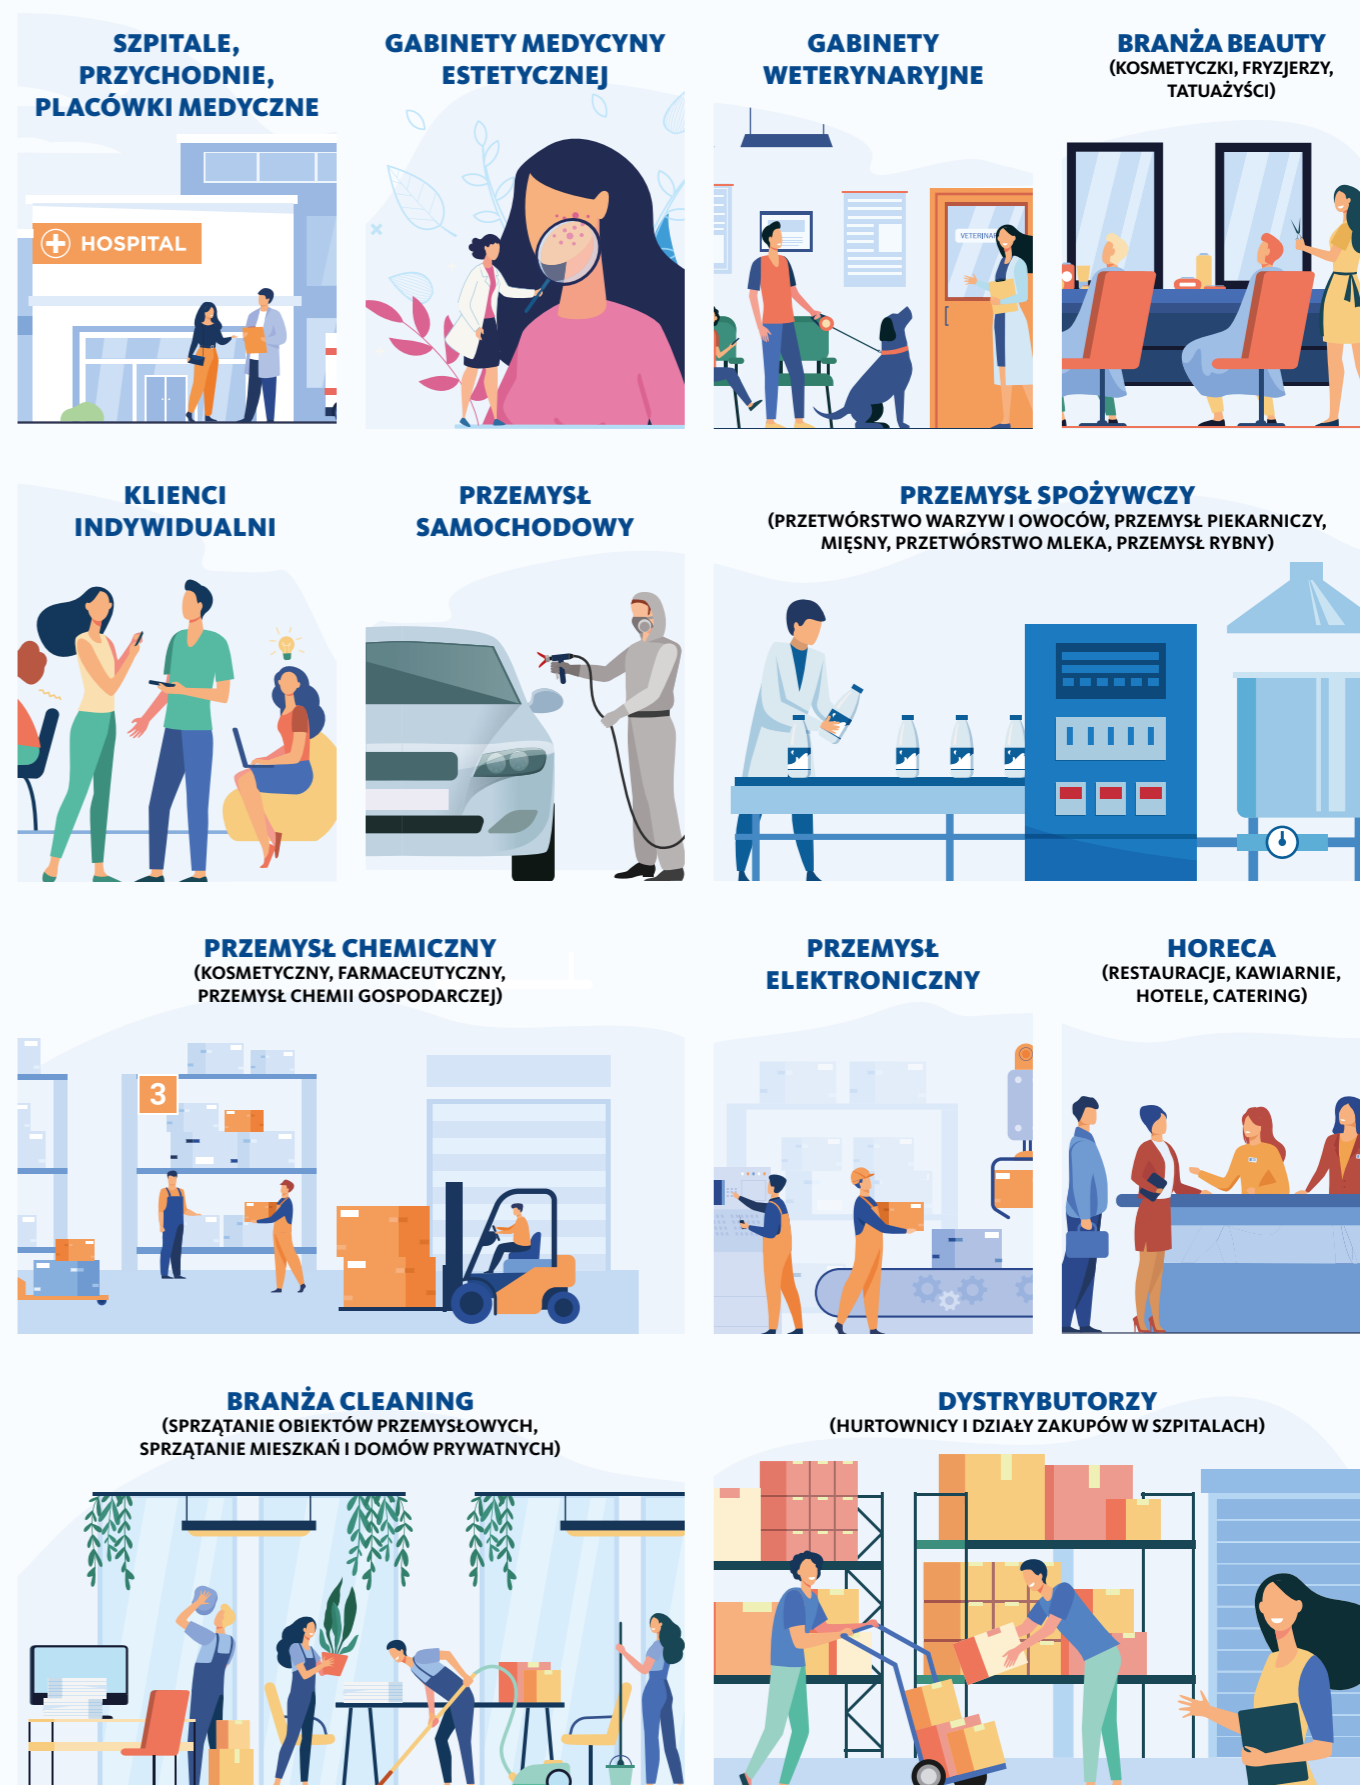 SZPITALE,
PRZYCHODNIE,
PLACÓWKI MEDYCZNE
HOSPITAL
GABINETY MEDYCYNY
ESTETYCZNEJ
GABINETY
WETERYNARYJNE
BRANŻA BEAUTY
(KOSMETYCZKI, FRYZJERZY,
TATUAŻYŚCI)
KLIENCI
INDYWIDUALNI
PRZEMYSŁ
SAMOCHODOWY
PRZEMYSŁ SPOŻYWCZY
(PRZETWÓRSTWO WARZYW I OWOCÓW, PRZEMYSŁ PIEKARNICZY,
MIĘSNY, PRZETWÓRSTWO MLEKA, PRZEMYSŁ RYBNY)
PRZEMYSŁ CHEMICZNY
(KOSMETYCZNY, FARMACEUTYCZNY,
PRZEMYSŁ CHEMII GOSPODARCZEJ)
3
PRZEMYSŁ
ELEKTRONICZNY
HORECA
(RESTAURACJE, KAWIARNIE,
HOTELE, CATERING)
BRANŻA CLEANING
(SPRZĄTANIE OBIEKTÓW PRZEMYSŁOWYCH,
SPRZĄTANIE MIESZKAŃ I DOMÓW PRYWATNYCH)
DYSTRYBUTORZY
(HURTOWNICY I DZIAŁY ZAKUPÓW W SZPITALACH)